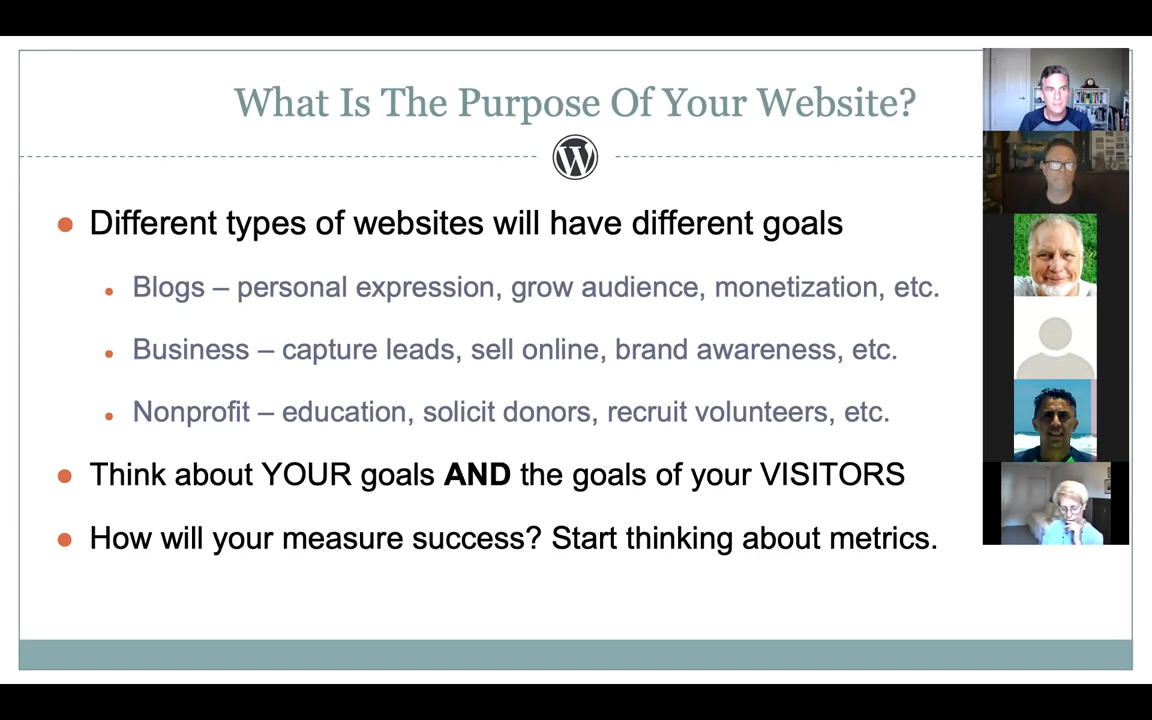 What Is The Purpose Of Your Website?
Different types of websites will have different goals
Blogs – personal expression, grow audience, monetization, etc.
Business – capture leads, sell online, brand awareness, etc.
Nonprofit – education, solicit donors, recruit volunteers, etc.
Think about YOUR goals AND the goals of your VISITORS
How will your measure success? Start thinking about metrics.